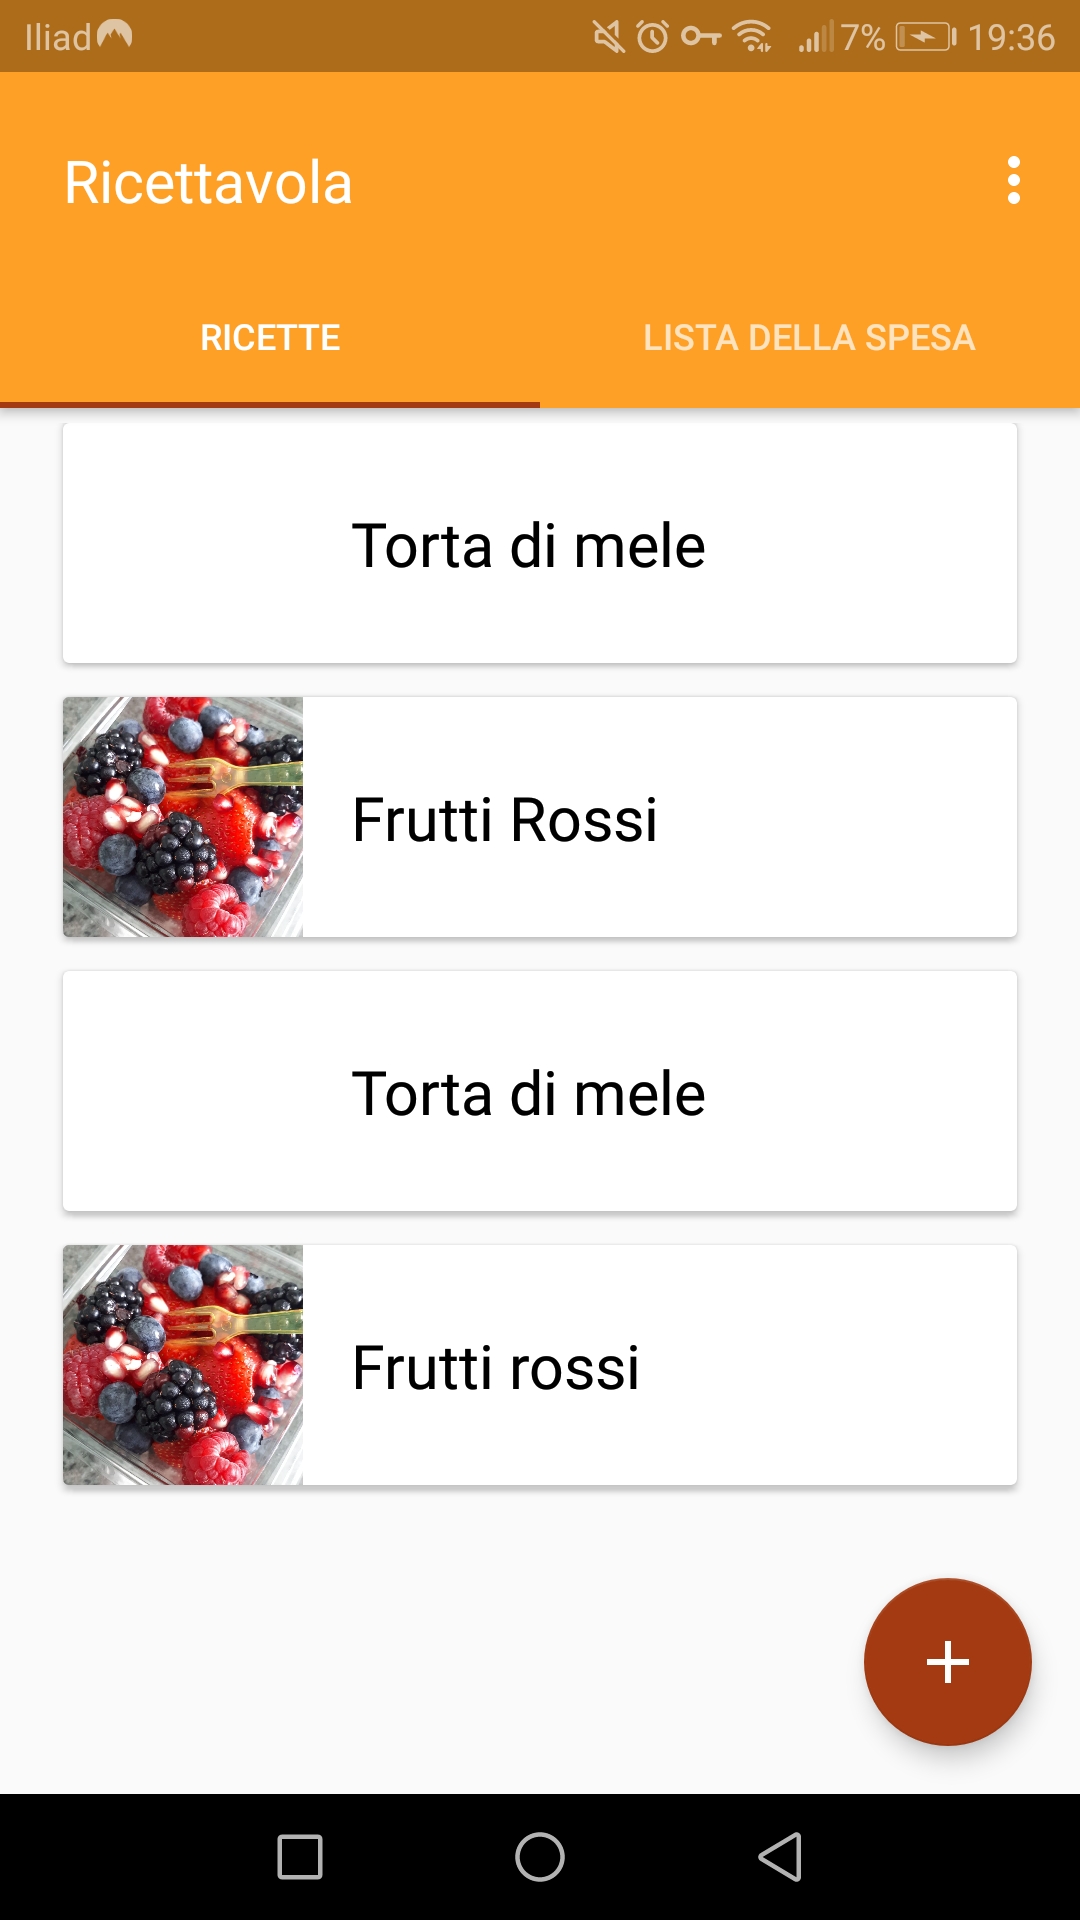 Iliad 7% 19:36
Ricettavola
RICETTE LISTA DELLA SPESA
Torta di mele
Frutti Rossi
Torta di mele
Frutti rossi